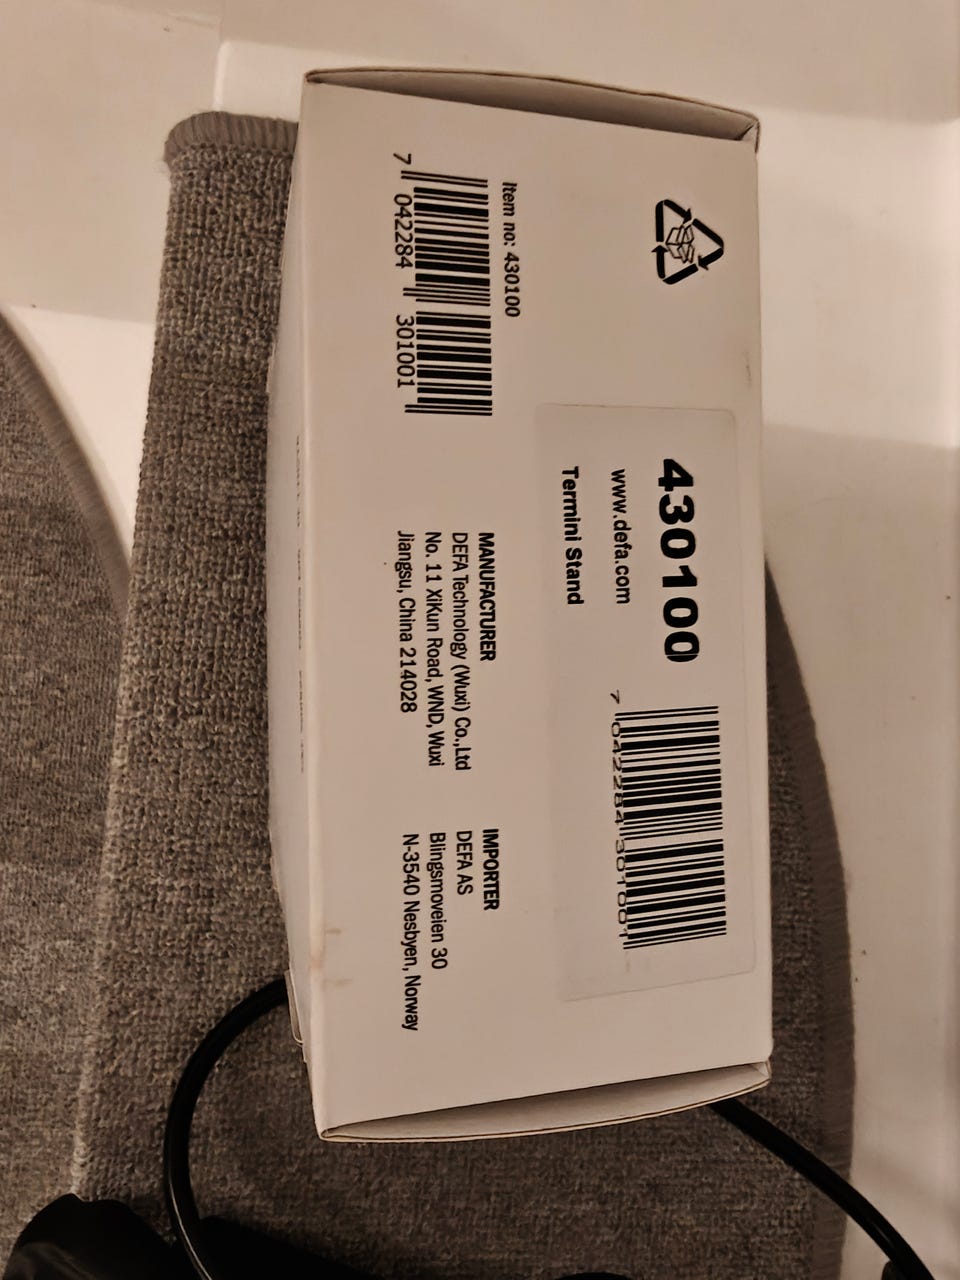 430100
www.defa.com
Termini Stand
7 042284 301001
Item no: 430100
7 042284 301001
MANUFACTURER
DEFA Technology (Wuxi) Co.,Ltd
No. 11 XiKun Road, WND, Wuxi
Jiangsu, China 214028
IMPORTER
DEFA AS
Blingsmoveien 30
N-3540 Nesbyen, Norway